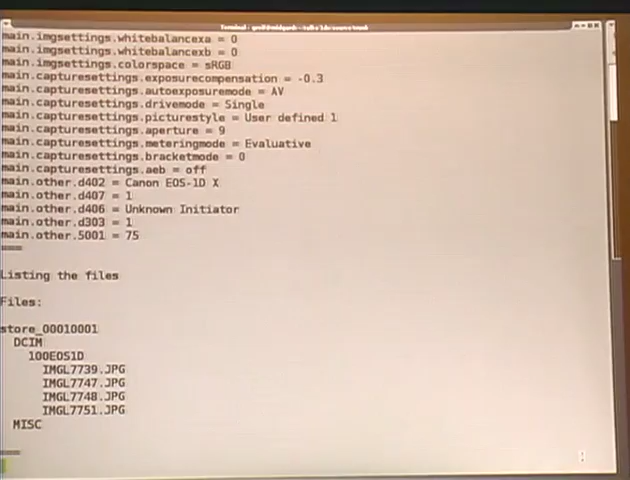 main.imgsettings.whitebalancexa = 0
main.imgsettings.whitebalancexb = 0
main.imgsettings.colorspace = sRGB
main.capturesettings.exposurecompensation = -0.3
main.capturesettings.autoexposuremode = AV
main.capturesettings.drivemode = Single
main.capturesettings.picturestyle = User defined 1
main.capturesettings.aperture = 9
main.capturesettings.meteringmode = Evaluative
main.capturesettings.bracketmode = 0
main.capturesettings.aeb = off
main.other.d402 = Canon EOS-1D X
main.other.d407 = 1
main.other.d406 = Unknown Initiator
main.other.d303 = 1
main.other.5001 = 75
===
Listing the files
Files:
store_00010001
DCIM
100EOS1D
IMGL7739.JPG
IMGL7747.JPG
IMGL7748.JPG
IMGL7751.JPG
MISC
===